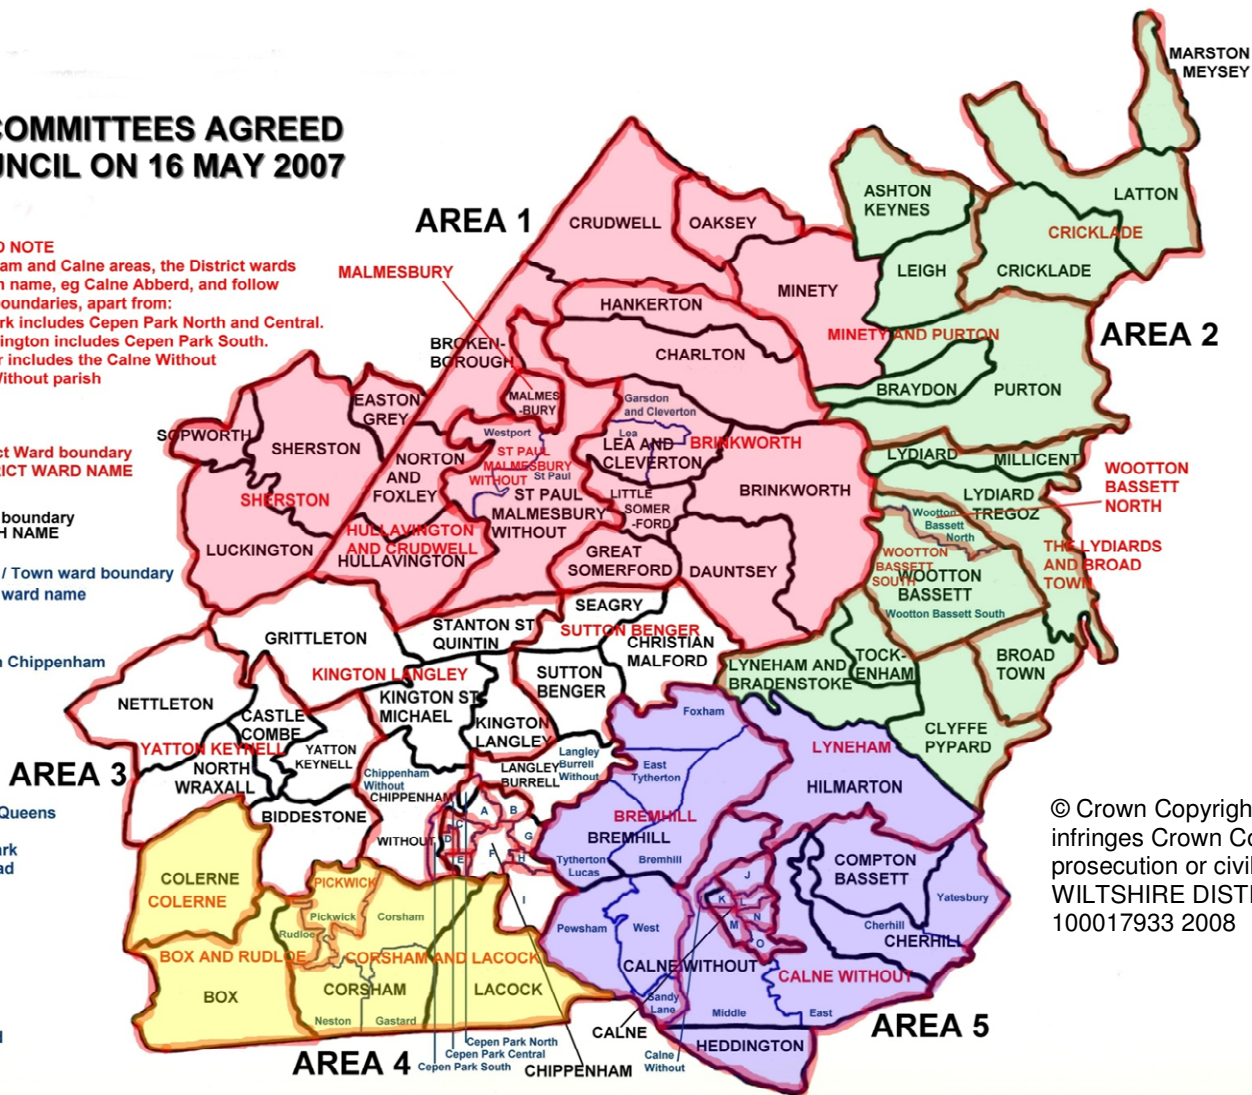 COMMITTEES AGREED
UNCIL ON 16 MAY 2007
NOTE
am and Calne areas, the District wards
name, eg Calne Abberd, and follow
oundaries, apart from:
rk includes Cepen Park North and Central.
ington includes Cepen Park South.
r includes the Calne Without
Without parish
ct Ward boundary
RICT WARD NAME
boundary
H NAME
/ Town ward boundary
ward name
n Chippenham
Queens
ark
ad
AREA 1
MALMESBURY
CRUDWELL
OAKSEY
MINETY
HANKERTON
CHARLTON
BROKEN-
BOROUGH
MALMES
-BURY
Garsdon
and Cleverton
Westport
Lea
LEA AND
CLEVERTON
BRINKWORTH
BRINKWORTH
EASTON
GREY
SOPWORTH
SHERSTON
SHERSTON
LUCKINGTON
NORTON
AND
FOXLEY
ST PAUL
MALMESBURY
WITHOUT
St Paul
ST PAUL
MALMESBURY
WITHOUT
LITTLE
SOMER
-FORD
HULLAVINGTON
AND CRUDWELL
HULLAVINGTON
GREAT
SOMERFORD
DAUNTSEY
AREA 2
MARSTON
MEYSEY
ASHTON
KEYNES
LATTON
CRICKLADE
CRICKLADE
LEIGH
MINETY AND PURTON
BRAYDON
PURTON
LYDIARD
MILLICENT
LYDIARD
TREGOZ
WOOTTON
BASSETT
NORTH
Wootton
Bassett
North
THE LYDIARDS
AND BROAD
TOWN
WOOTTON
BASSETT
SOUTH
WOOTTON
BASSETT
Wootton Bassett South
TOCK-
ENHAM
LYNEHAM AND
BRADENSTOKE
BROAD
TOWN
CLYFFE
PYPARD
AREA 3
SEAGRY
STANTON ST
QUINTIN
SUTTON BENGER
CHRISTIAN
MALFORD
GRITTLETON
KINGTON LANGLEY
SUTTON
BENGER
NETTLETON
KINGTON ST
MICHAEL
CASTLE
COMBE
KINGTON
LANGLEY
YATTON KEYNELL
YATTON
KEYNELL
NORTH
WRAXALL
Langley
Burrell
Without
LANGLEY
BURRELL
Chippenham
Without
CHIPPENHAM
WITHOUT
BIDDESTONE
A
B
C
D
E
F
G
H
I
AREA 4
COLERNE
COLERNE
PICKWICK
Pickwick
Corsham
Rudloe
BOX AND RUDLOE
CORSHAM AND LACOCK
BOX
CORSHAM
LACOCK
Neston
Gastard
Cepen Park North
Cepen Park Central
Cepen Park South
CHIPPENHAM
AREA 5
Foxham
LYNEHAM
East
Tytherton
HILMARTON
BREMHILL
BREMHILL
Tytherton
Lucas
Bremhill
COMPTON
BASSETT
J
K
L
M
N
O
Yatesbury
Cherhill
CHERHILL
Pewsham
West
CALNE WITHOUT
CALNE WITHOUT
Sandy
Lane
Middle
East
CALNE
Calne
Without
HEDDINGTON
© Crown Copyrigh
infringes Crown Co
prosecution or civil
WILTSHIRE DISTI
100017933 2008